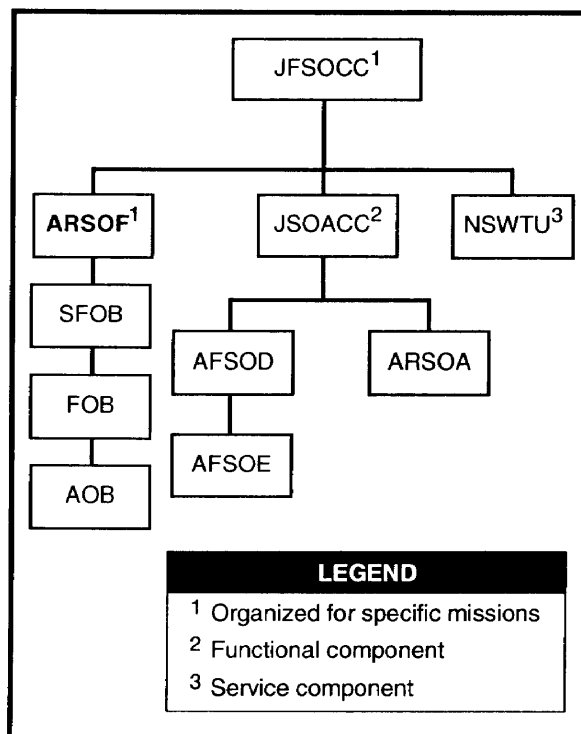 JFSOCC¹
ARSOF¹
JSOACC²
NSWTU³
SFOB
AFSOD
ARSOA
FOB
AFSOE
AOB
LEGEND
¹ Organized for specific missions
² Functional component
³ Service component